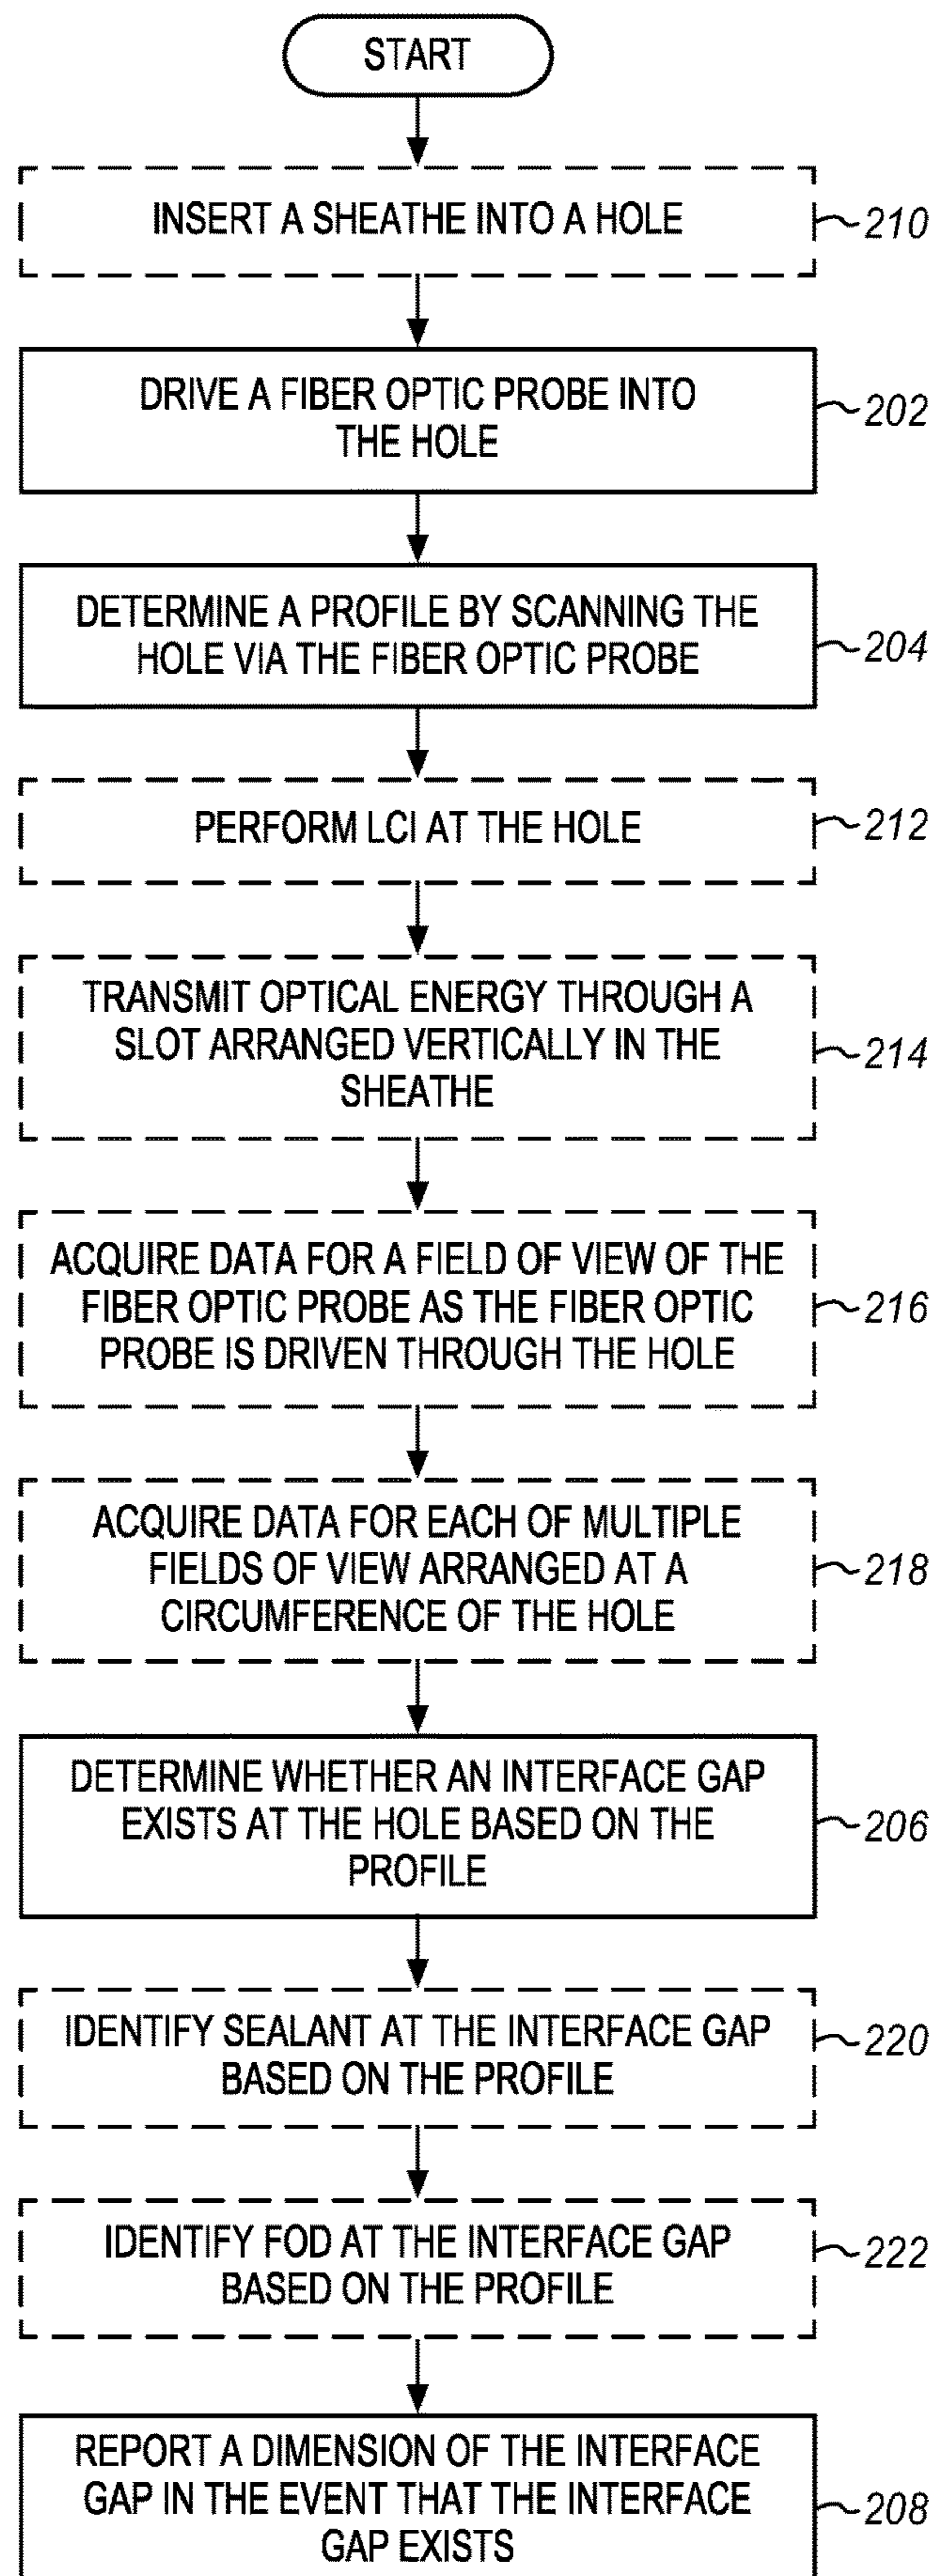 START
INSERT A SHEATHE INTO A HOLE
210
DRIVE A FIBER OPTIC PROBE INTO
THE HOLE
202
DETERMINE A PROFILE BY SCANNING THE
HOLE VIA THE FIBER OPTIC PROBE
204
PERFORM LCI AT THE HOLE
212
TRANSMIT OPTICAL ENERGY THROUGH A
SLOT ARRANGED VERTICALLY IN THE
SHEATHE
214
ACQUIRE DATA FOR A FIELD OF VIEW OF THE
FIBER OPTIC PROBE AS THE FIBER OPTIC
PROBE IS DRIVEN THROUGH THE HOLE
216
ACQUIRE DATA FOR EACH OF MULTIPLE
FIELDS OF VIEW ARRANGED AT A
CIRCUMFERENCE OF THE HOLE
218
DETERMINE WHETHER AN INTERFACE GAP
EXISTS AT THE HOLE BASED ON THE
PROFILE
206
IDENTIFY SEALANT AT THE INTERFACE GAP
BASED ON THE PROFILE
220
IDENTIFY FOD AT THE INTERFACE GAP
BASED ON THE PROFILE
222
REPORT A DIMENSION OF THE INTERFACE
GAP IN THE EVENT THAT THE INTERFACE
GAP EXISTS
208